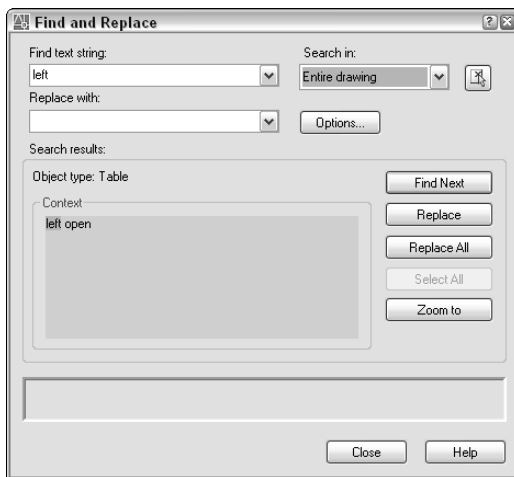 Find and Replace
Find text string:
Search in:
left
Entire drawing
Replace with:
Options...
Search results:
Object type: Table
Find Next
Context
left open
Replace
Replace All
Select All
Zoom to
Close
Help